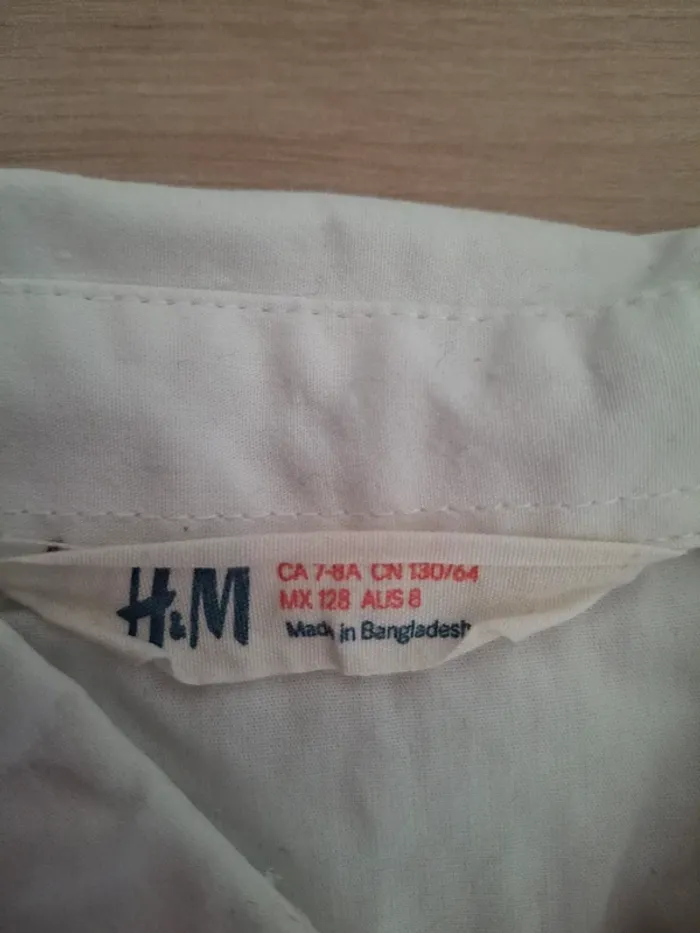 H&M
CA 7-8A CN 130/64
MX 128 AUS 8
Made in Bangladesh